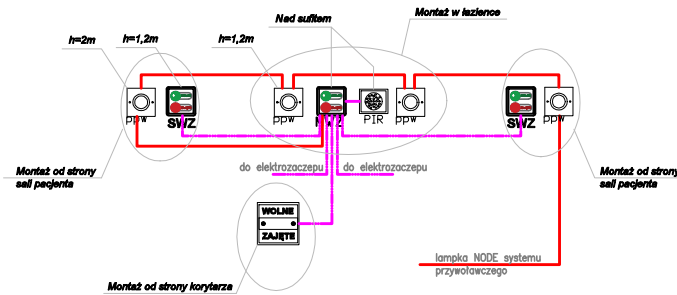 Montaż w łazience
Nad sufitem
h=2m
h=1,2m
h=1,2m
ppw
SWZ
ppw
PIR
ppw
SWZ
ppw
do elektrozaczepu
do elektrozaczepu
Montaż od strony
sali pacjenta
Montaż od strony
sali pacjenta
WOLNE
ZAJĘTE
lampka NODE systemu
przywoławczego
Montaż od strony korytarza